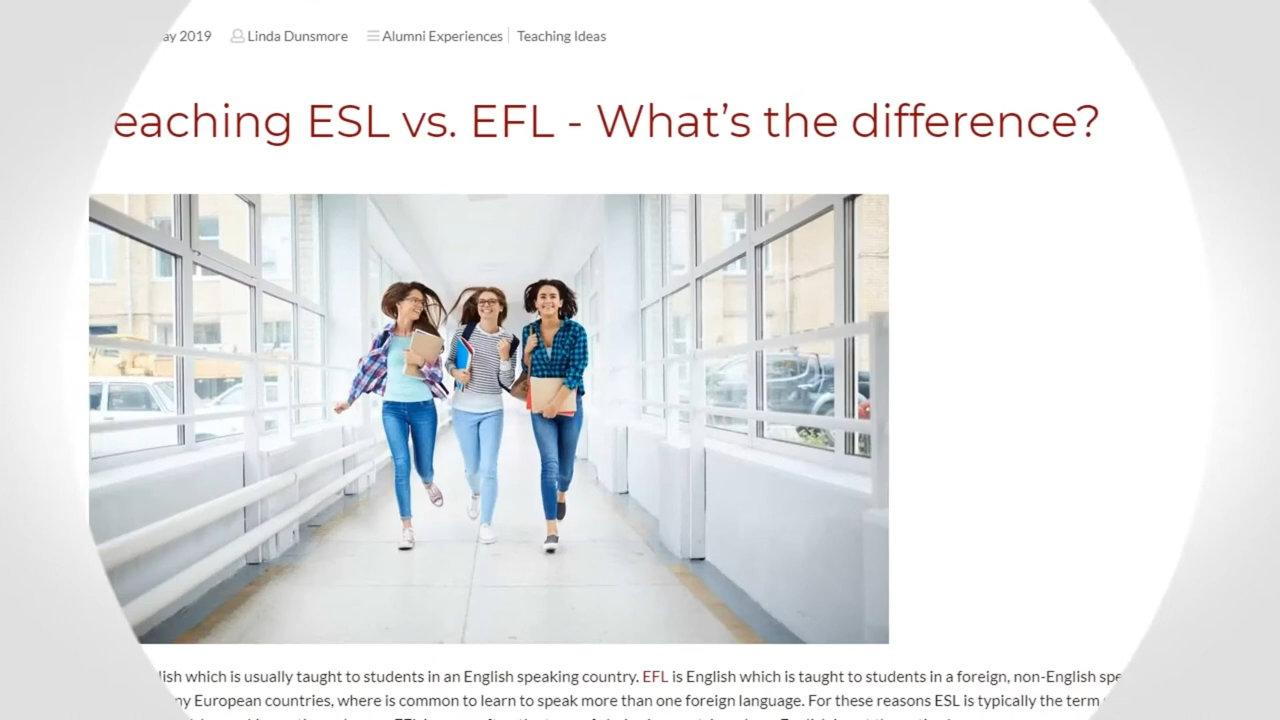 ay 2019 Linda Dunsmore Alumni Experiences Teaching Ideas
eaching ESL vs. EFL - What's the difference?
lish which is usually taught to students in an English speaking country. EFL is English which is taught to students in a foreign, non-English spe
ny European countries, where is common to learn to speak more than one foreign language. For these reasons ESL is typically the term